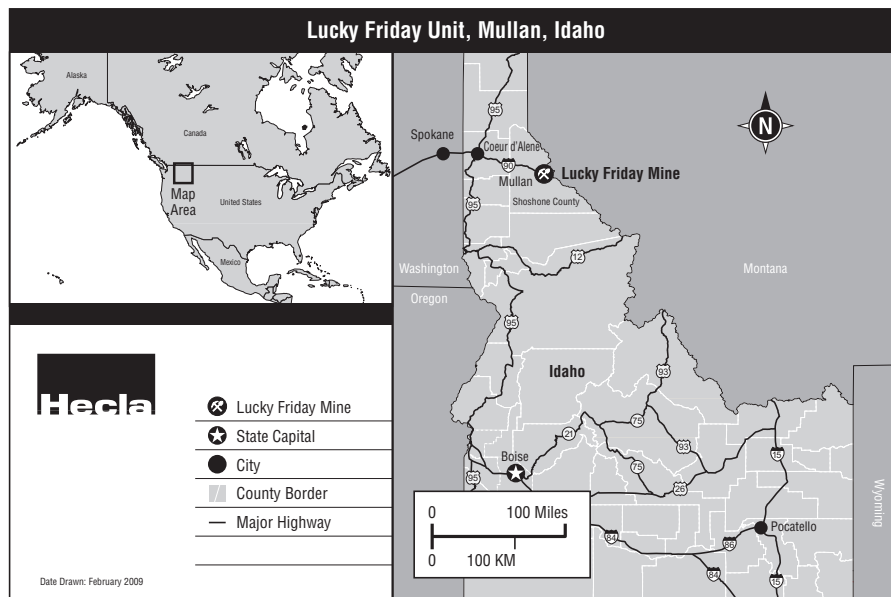 Lucky Friday Unit, Mullan, Idaho
Alaska
Canada
Map
Area
United States
Mexico
Hecla
Lucky Friday Mine
State Capital
City
County Border
Major Highway
Date Drawn: February 2009
95
Spokane
Coeur d'Alene
90
Mullan
Lucky Friday Mine
Shoshone County
95
N
12
Washington
Oregon
Montana
95
Idaho
93
75
21
93
75
15
Boise
95
26
Wyoming
0 100 Miles
0 100 KM
84
86
Pocatello
84
15